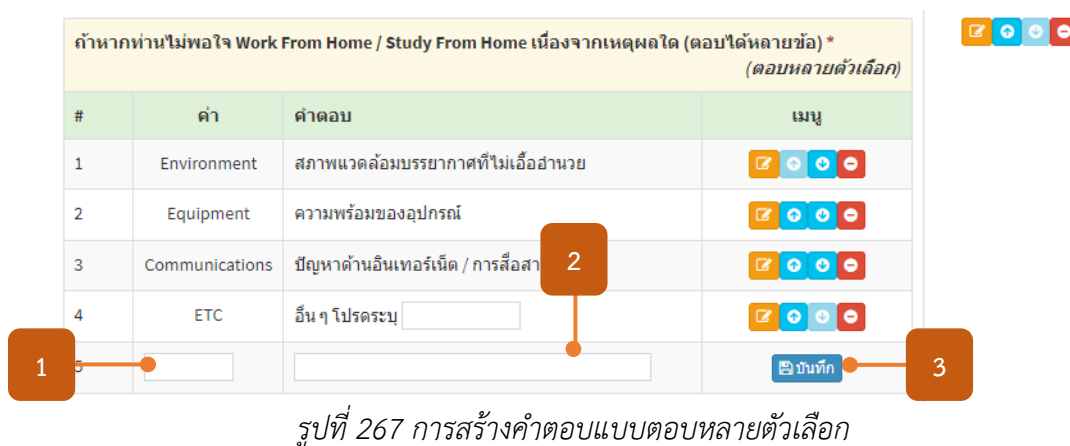 ถ้าหากท่านไม่พอใจ Work From Home / Study From Home เนื่องจากเหตุผลใด (ตอบได้หลายข้อ) *
(ตอบหลายตัวเลือก)
# ค่า คำตอบ เมนู
1 Environment สภาพแวดล้อมบรรยากาศที่ไม่เอื้ออำนวย
2 Equipment ความพร้อมของอุปกรณ์
3 Communications ปัญหาด้านอินเทอร์เน็ต / การสื่อสา
2
4 ETC อื่น ๆ โปรดระบุ
1 5 บันทึก 3
รูปที่ 267 การสร้างคำตอบแบบตอบหลายตัวเลือก